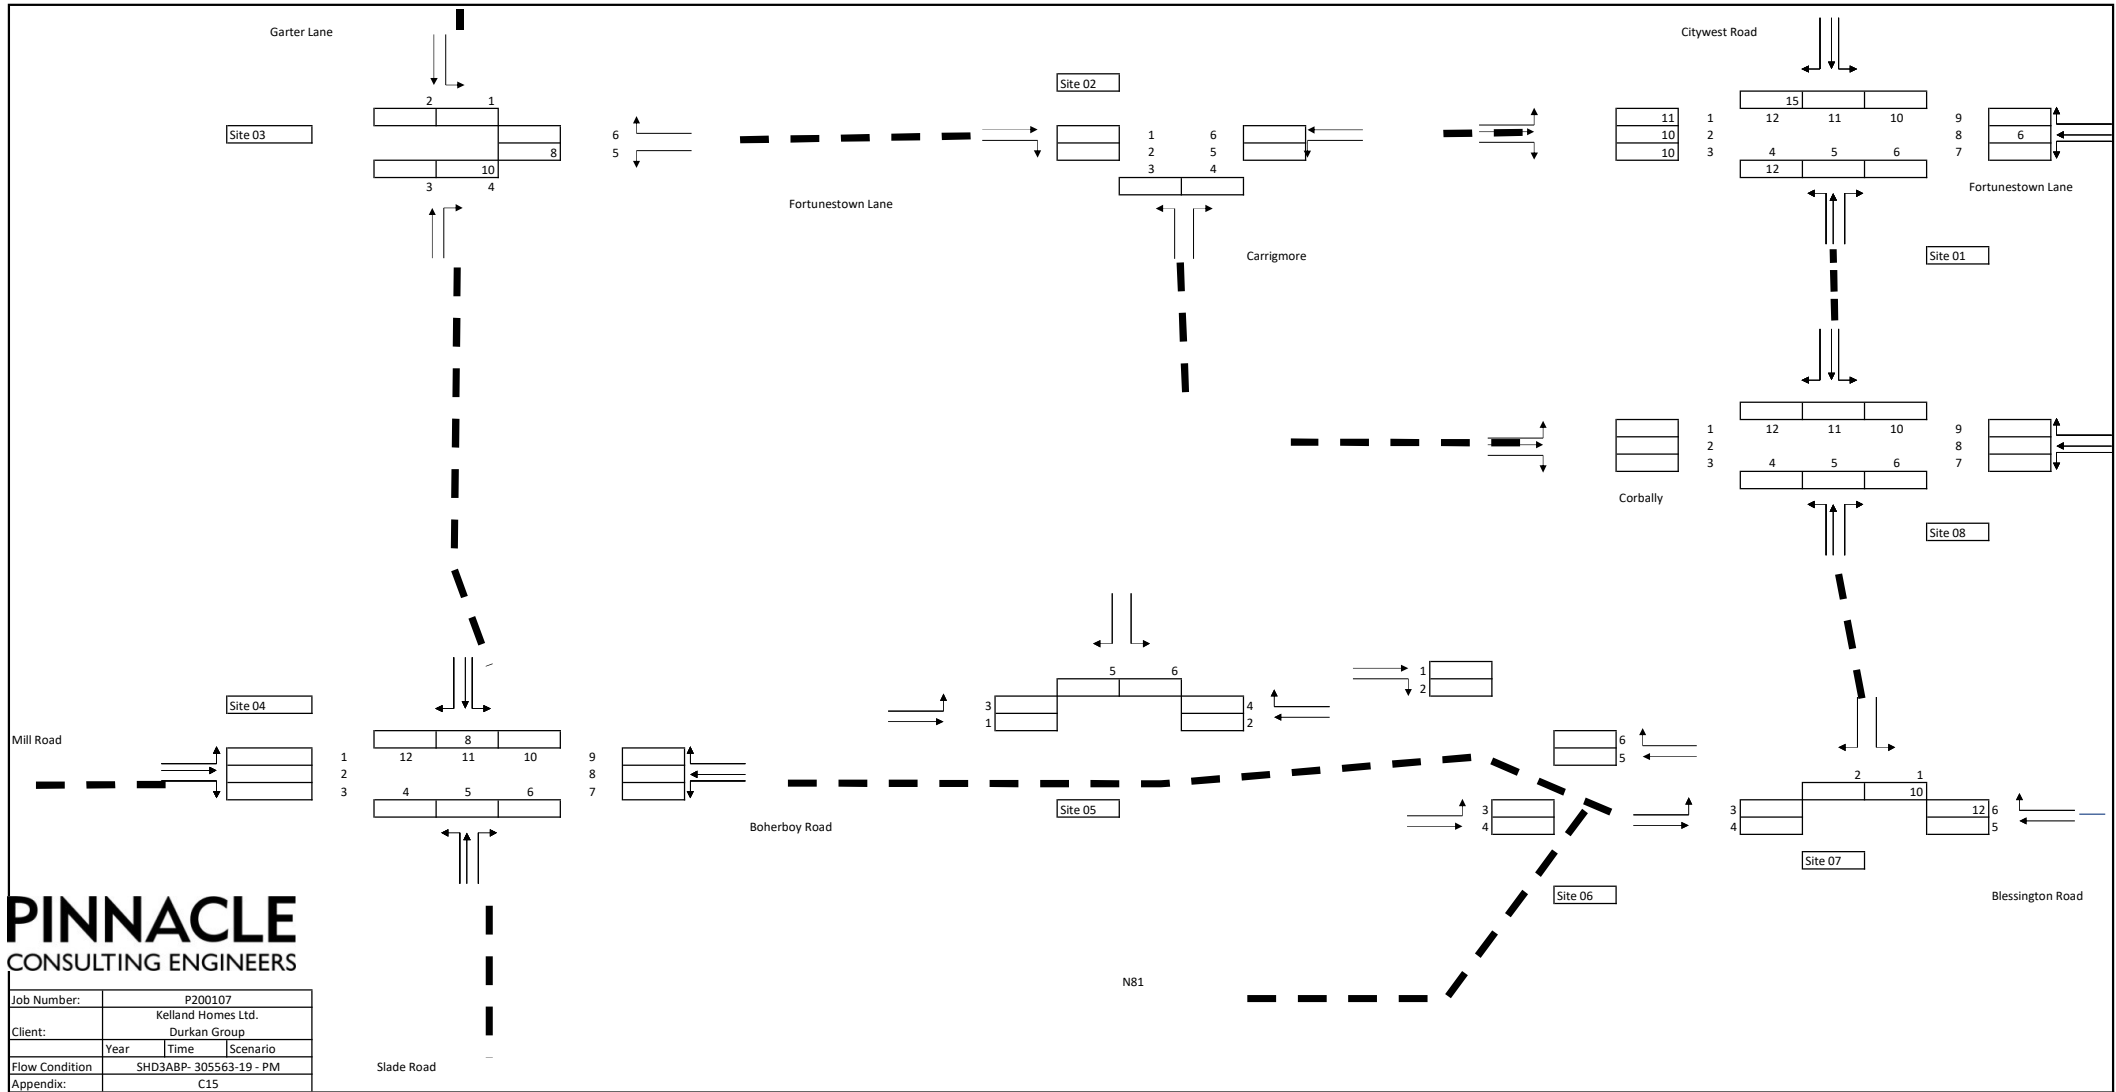 Garter Lane
Citywest Road
Site 02
2 1
15
Site 03
6
5
8
10
3 4
1 6
2 5
3 4
11
10
10
1
2
3
12 11 10
4 5 6
12
9
8
7
6
Fortunestown Lane
Fortunestown Lane
Carrigmore
Site 01
1
2
3
12 11 10
4 5 6
9
8
7
Corbally
Site 08
5 6
3
1
4
2
1
2
Site 04
Mill Road
8
1
2
3
12 11 10
4 5 6
9
8
7
6
5
Site 05
Boherboy Road
3
4
2 1
10
3
4
12 6
5
Site 07
Site 06
Blessington Road
PINNACLE
CONSULTING ENGINEERS
N81
Job Number: P200107
Client: Kelland Homes Ltd.
Durkan Group
Year Time Scenario
Flow Condition SHD3ABP- 305563-19 - PM
Appendix: C15
Slade Road